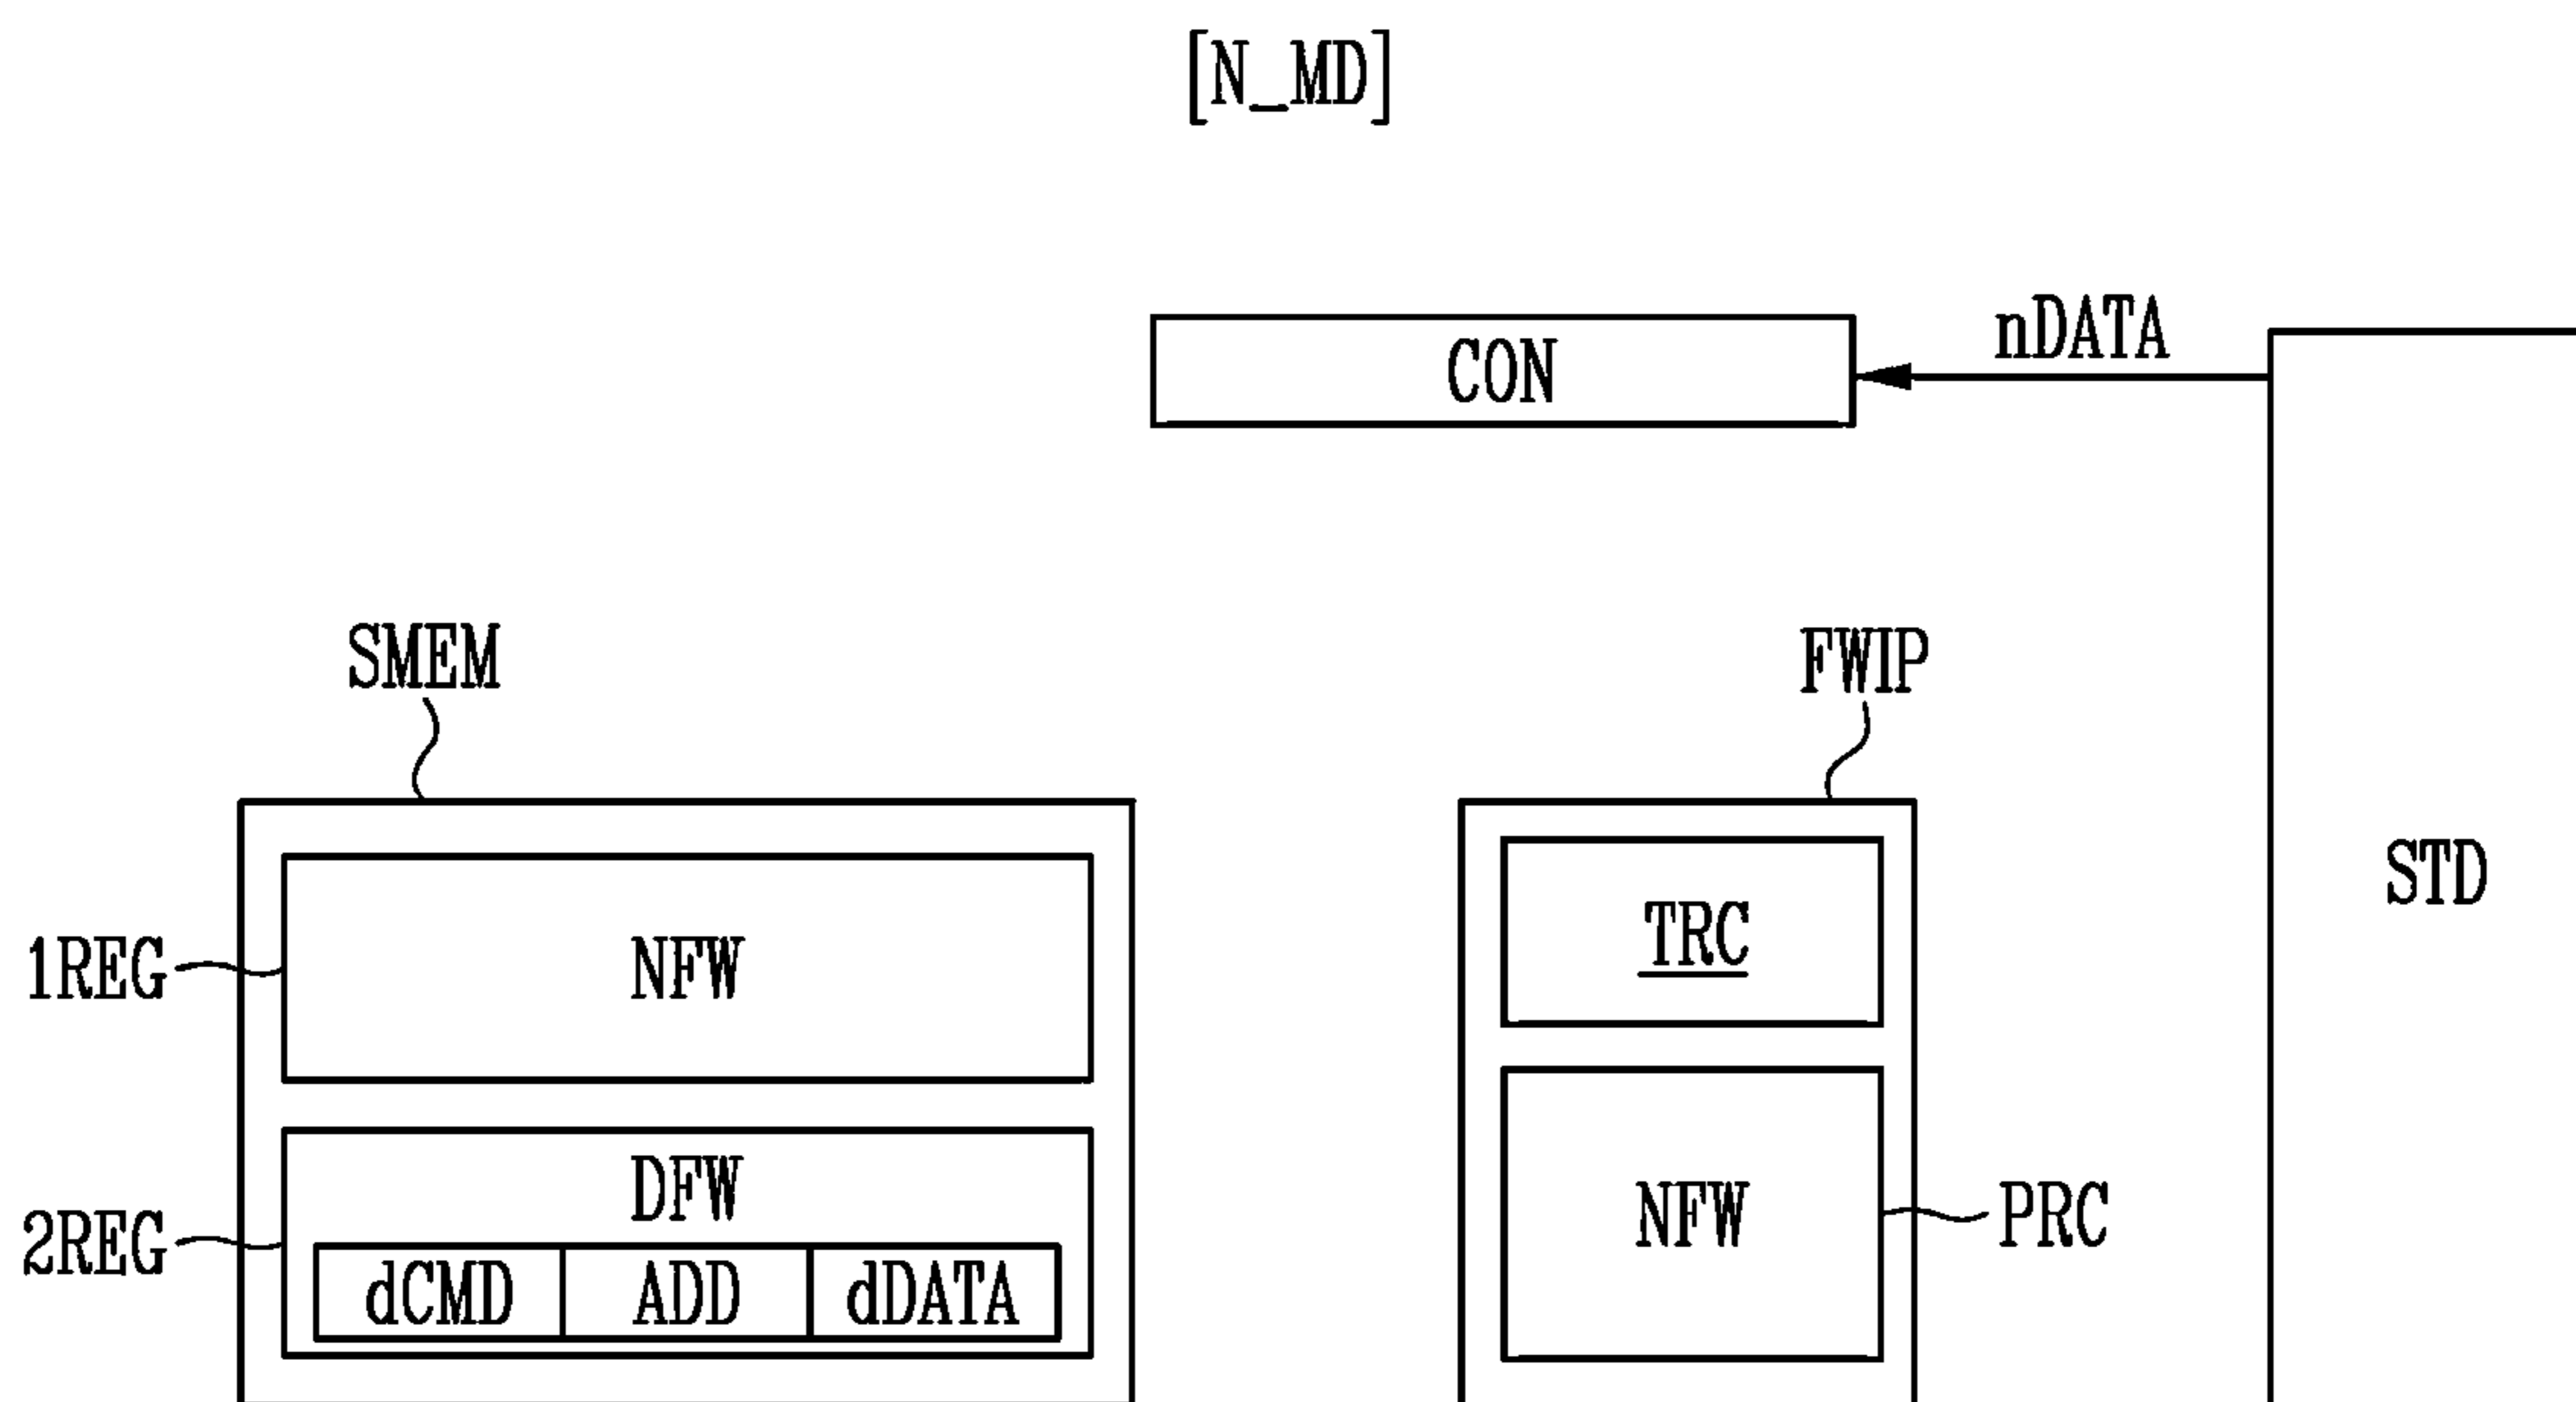 [N_MD]
nDATA
CON
SMEM
FWIP
STD
TRC
1REG
NFW
DFW
NFW
PRC
2REG
dCMD ADD dDATA